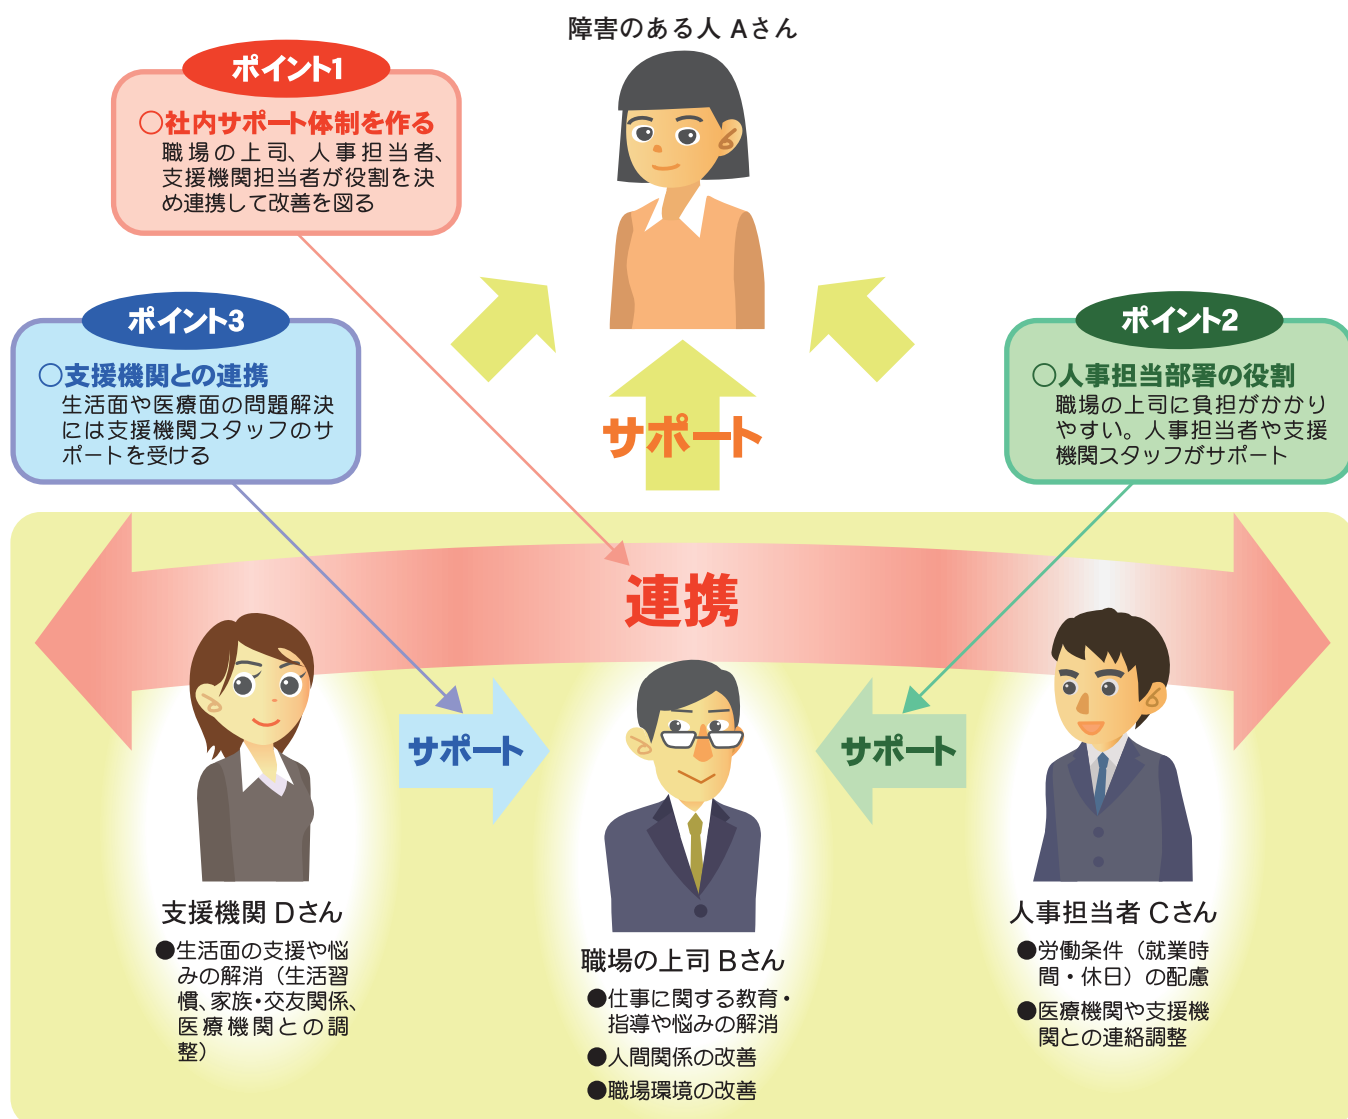 障害のある人 Aさん
ポイント1
○社内サポート体制を作る
職場の上司、人事担当者、
支援機関担当者が役割を決
め連携して改善を図る
ポイント3
○支援機関との連携
生活面や医療面の問題解決
には支援機関スタッフのサ
ポートを受ける
ポイント2
○人事担当部署の役割
職場の上司に負担がかかり
やすい。人事担当者や支援
機関スタッフがサポート
サポート
連携
サポート
サポート
支援機関 Dさん
●生活面の支援や悩
みの解消（生活習
慣、家族・交友関係、
医療機関との調
整）
職場の上司 Bさん
●仕事に関する教育・
指導や悩みの解消
●人間関係の改善
●職場環境の改善
人事担当者 Cさん
●労働条件（就業時
間・休日）の配慮
●医療機関や支援機
関との連絡調整